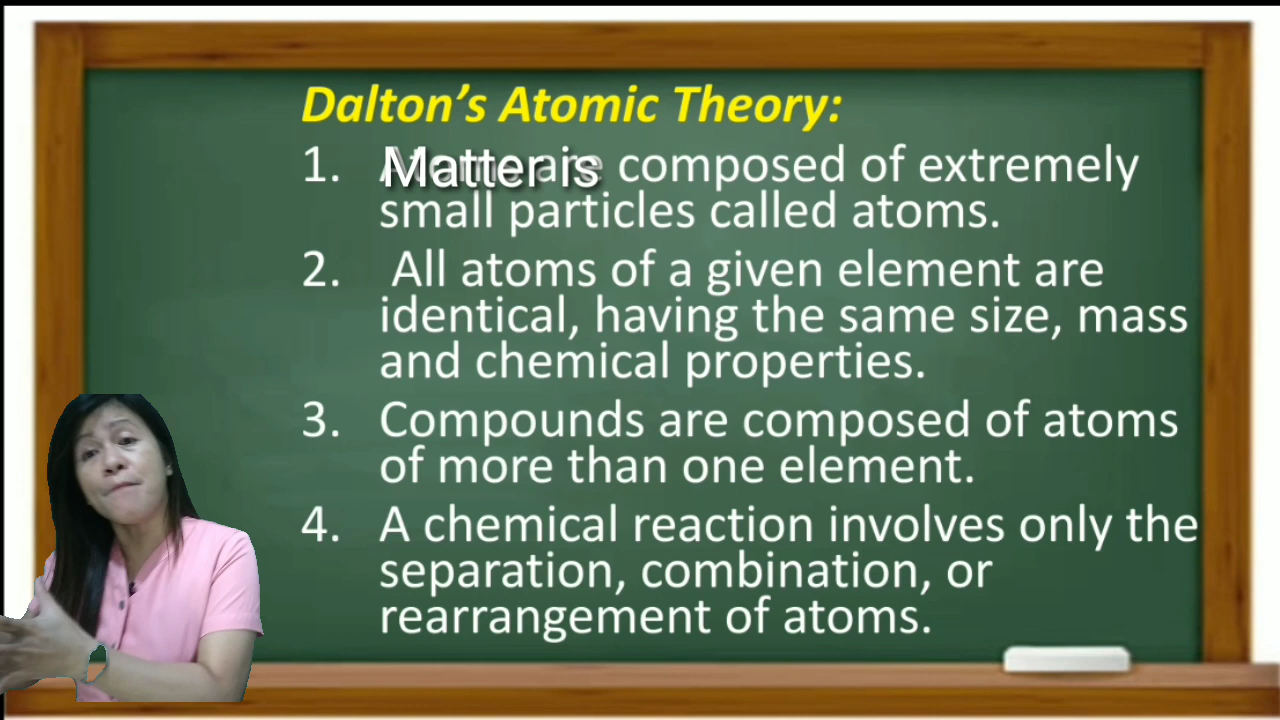 Dalton’s Atomic Theory:
1. Matter is composed of extremely
small particles called atoms.
2. All atoms of a given element are
identical, having the same size, mass
and chemical properties.
3. Compounds are composed of atoms
of more than one element.
4. A chemical reaction involves only the
separation, combination, or
rearrangement of atoms.